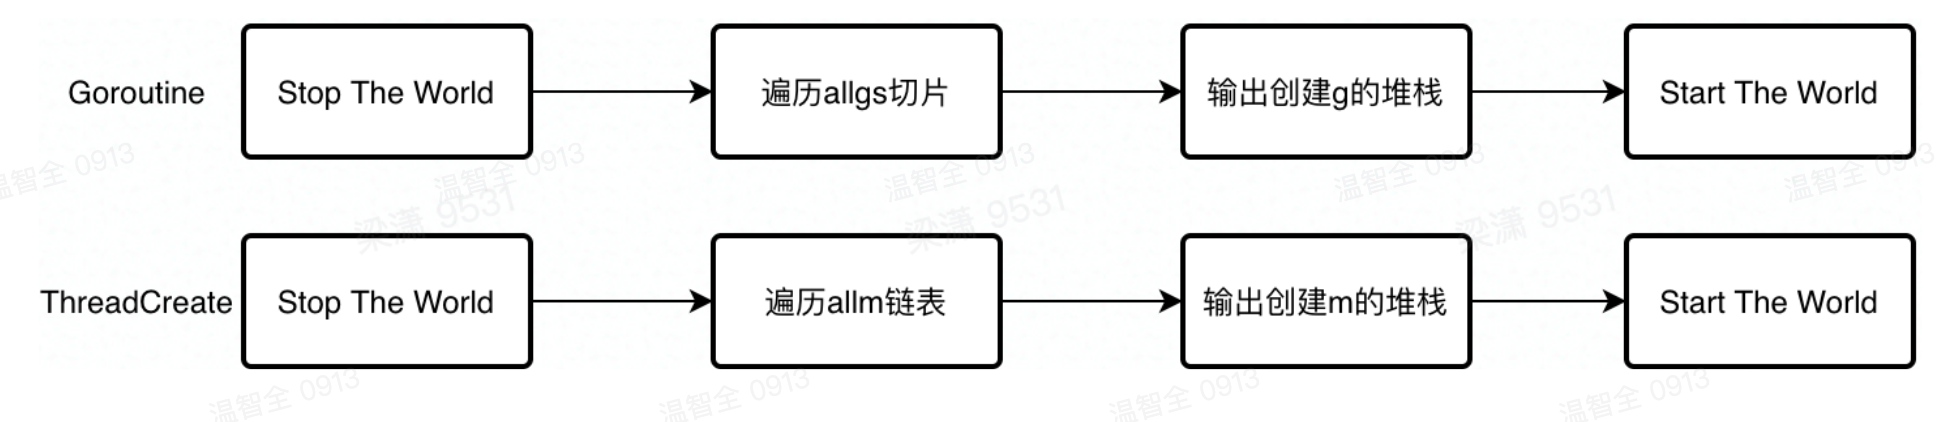 Goroutine
Stop The World
遍历allgs切片
输出创建g的堆栈
Start The World
温智全 0913
温智全 0913
温智全 0913
温智全 0913
温智全 0913
梁潇 9531
梁潇 9531
梁潇 9531
ThreadCreate
Stop The World
遍历allm链表
输出创建m的堆栈
Start The World
温智全 0913
温智全 0913
温智全 0913
温智全 0913